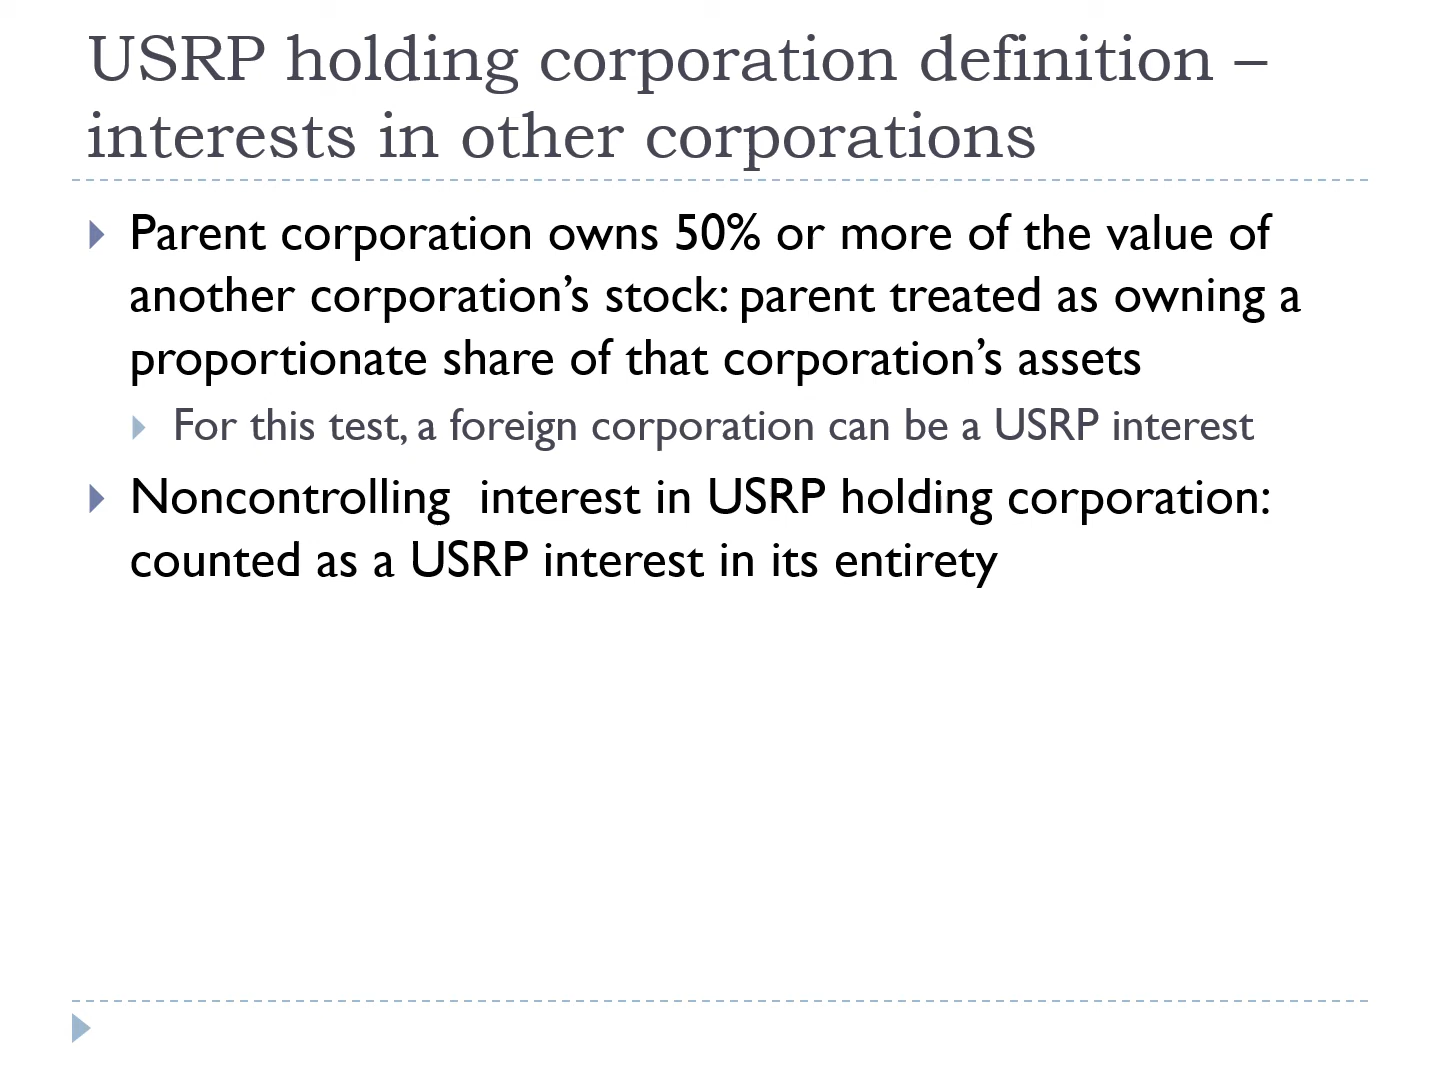 USRP holding corporation definition –
interests in other corporations
Parent corporation owns 50% or more of the value of
another corporation’s stock: parent treated as owning a
proportionate share of that corporation’s assets
For this test, a foreign corporation can be a USRP interest
Noncontrolling  interest in USRP holding corporation:
counted as a USRP interest in its entirety